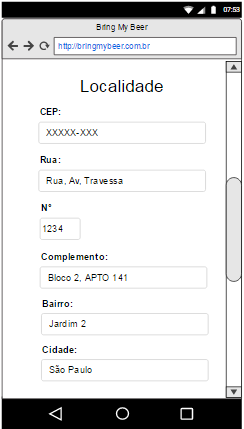 07:53
Bring My Beer
http://bringmybeer.com.br
Localidade
CEP:
XXXXX-XXX
Rua:
Rua, Av, Travessa
Nº
1234
Complemento:
Bloco 2, APTO 141
Bairro:
Jardim 2
Cidade:
São Paulo